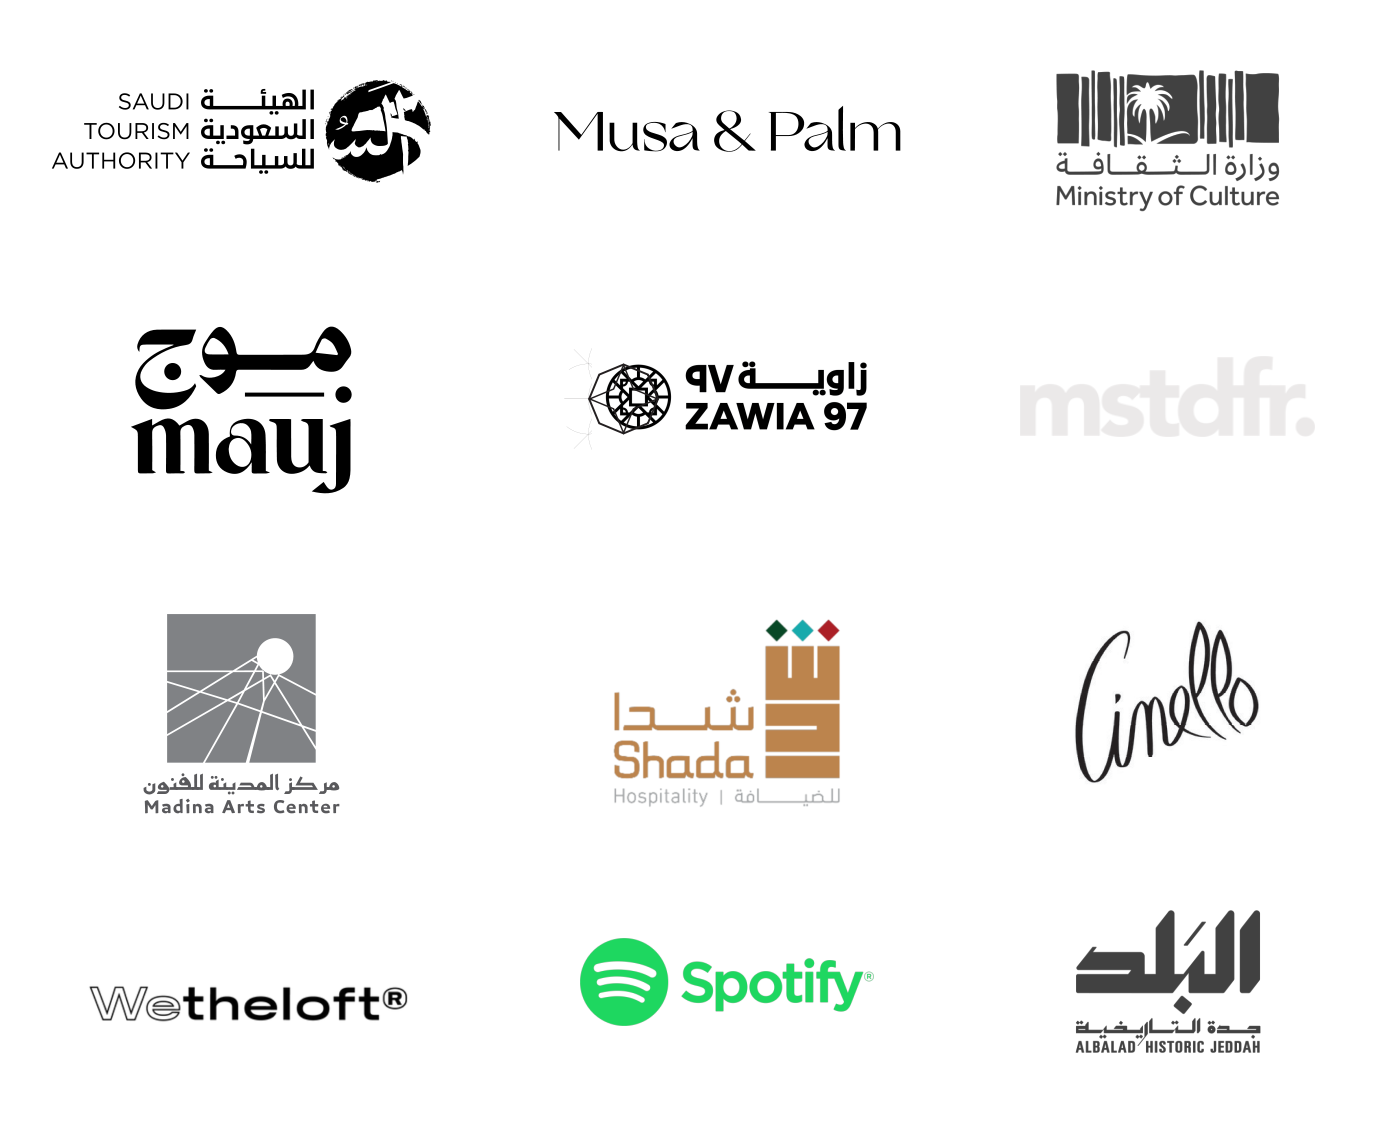 SAUDI
TOURISM
AUTHORITY
الهيئة
السعودية
للسياحة
Musa & Palm
وزارة الثقافة
Ministry of Culture
موج
mauj
زاوية ٩٧
ZAWIA 97
mstdfr.
مركز المدينة للفنون
Madina Arts Center
شدا
Shada
Hospitality | للضيافة
Cinello
Wetheloft®
Spotify®
البَلد
جدة التاريخية
ALBALAD HISTORIC JEDDAH